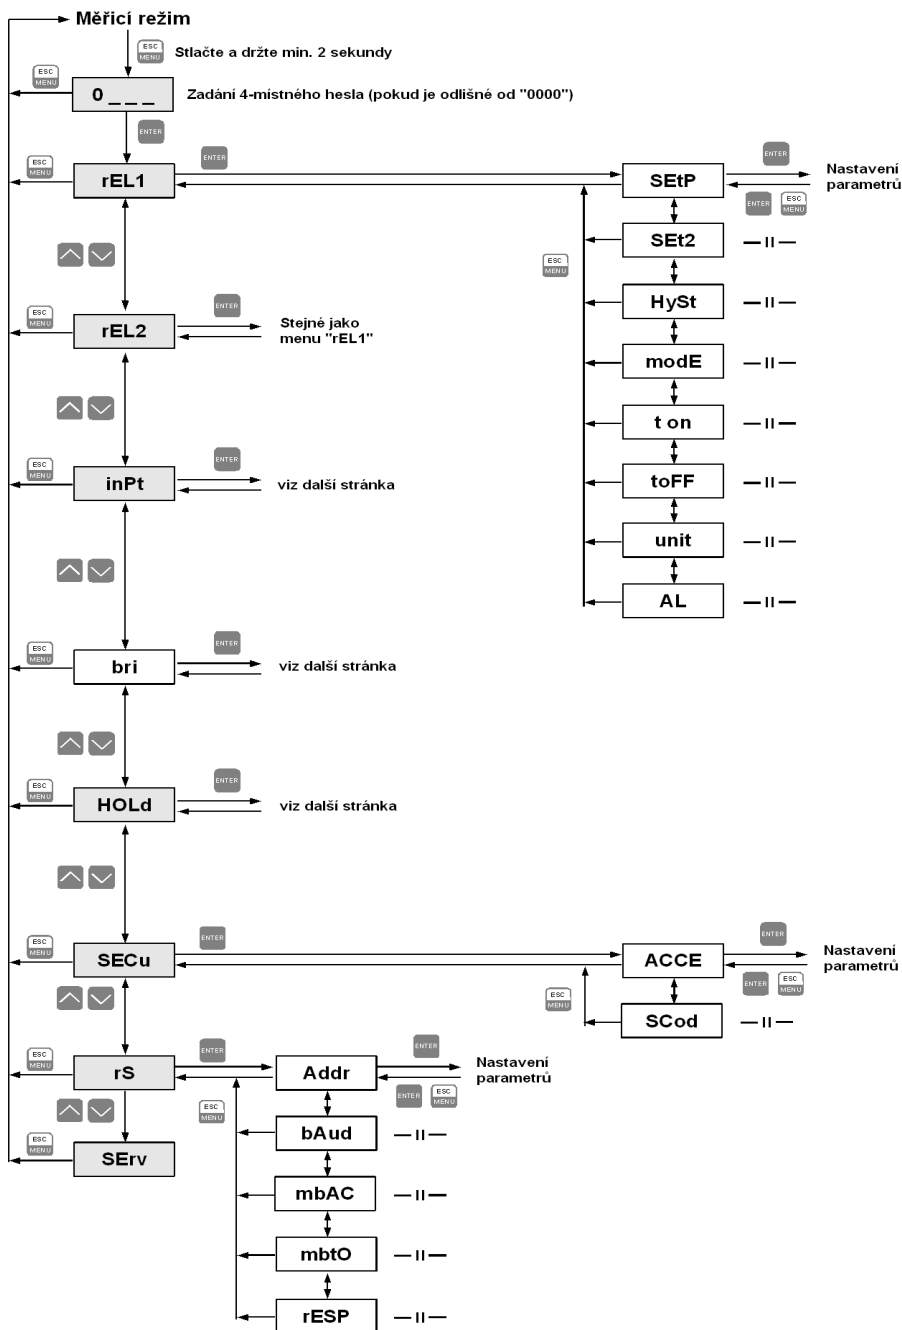 Měřicí režim
ESC
MENU
Stlačte a držte min. 2 sekundy
ESC
MENU
0 _ _ _
Zadání 4-místného hesla (pokud je odlišné od "0000")
ENTER
ESC
MENU
rEL1
ENTER
SEtP
ENTER
Nastavení
parametrů
ENTER
ESC
MENU
SEt2
— II —
ESC
MENU
HySt
— II —
ESC
MENU
rEL2
ENTER
Stejné jako
menu "rEL1"
modE
— II —
t on
— II —
ESC
MENU
inPt
ENTER
viz další stránka
toFF
— II —
unit
— II —
AL
— II —
ESC
MENU
bri
ENTER
viz další stránka
ESC
MENU
HOLd
ENTER
viz další stránka
ESC
MENU
SECu
ENTER
ACCE
ENTER
Nastavení
parametrů
ENTER
ESC
MENU
ESC
MENU
SCod
— II —
ESC
MENU
rS
ENTER
Addr
ENTER
Nastavení
parametrů
ENTER
ESC
MENU
ESC
MENU
bAud
— II —
ESC
MENU
SErv
mbAC
— II —
mbtO
— II —
rESP
— II —